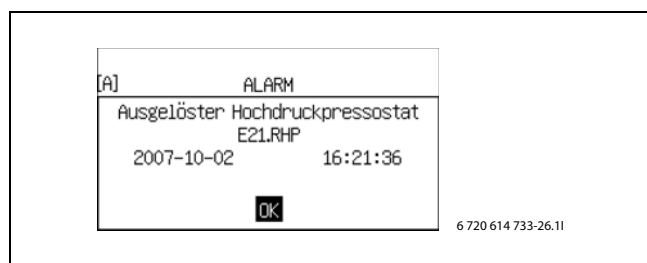 [A] ALARM
Ausgelöster Hochdruckpressostat
E21.RHP
2007-10-02 16:21:36
OK
6 720 614 733-26.1I